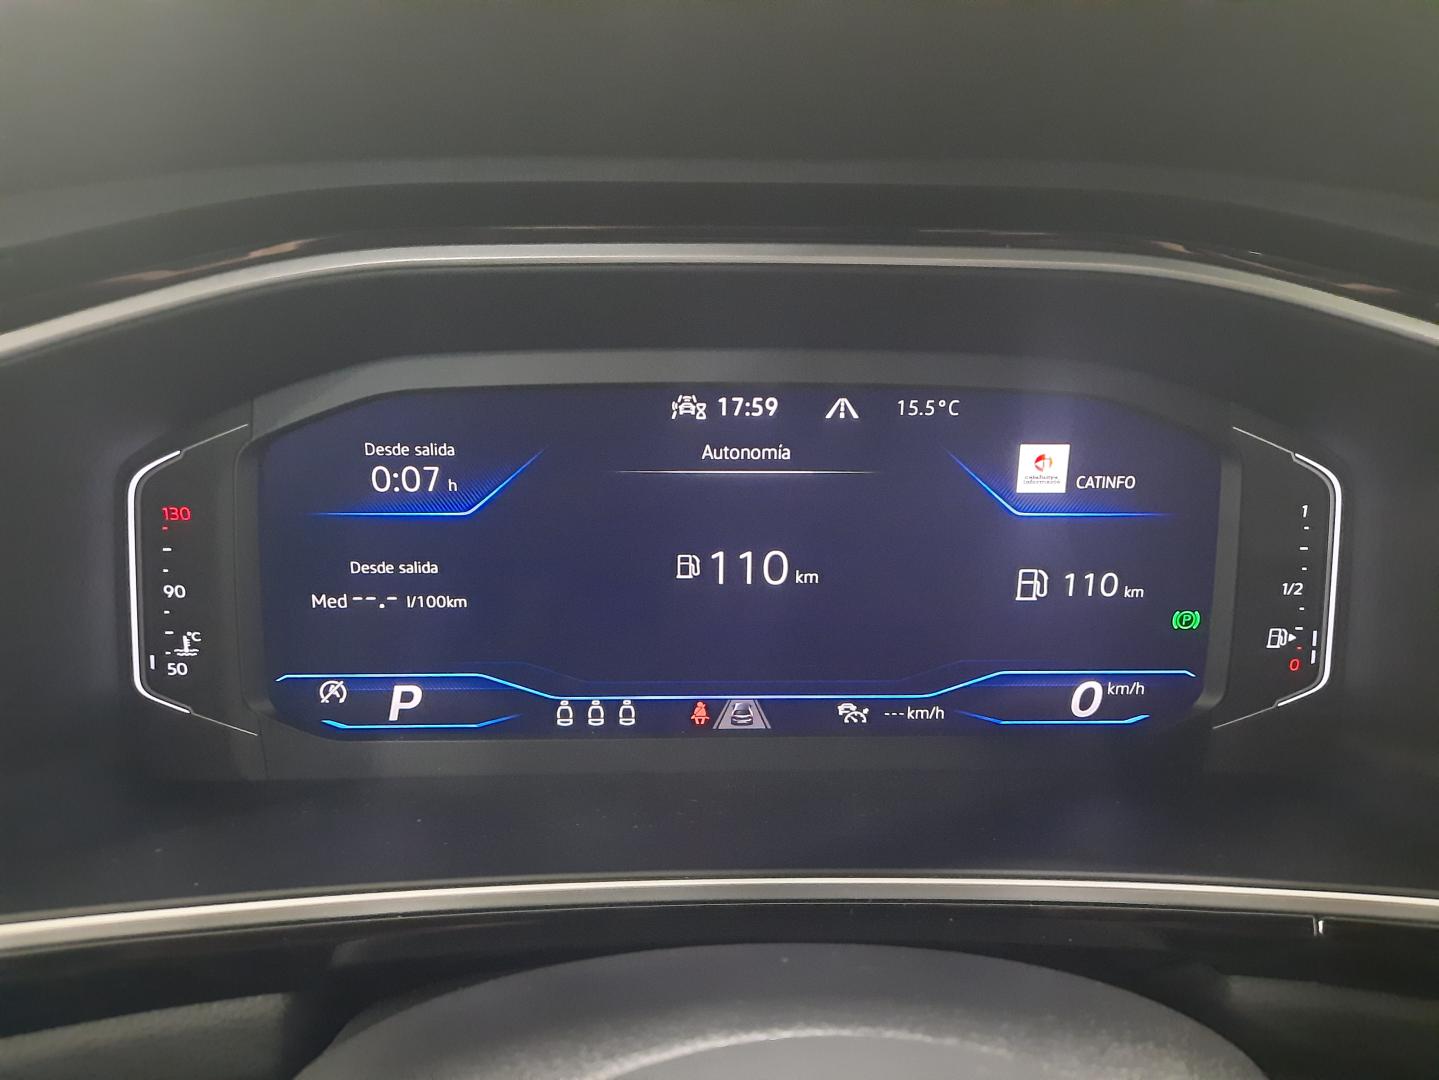 17:59
15.5°C
Desde salida
0:07 h
Autonomía
CATINFO
130
90
°C
50
Desde salida
Med --.- l/100km
110 km
110 km
P
1
1/2
0
P
--- km/h
0 km/h